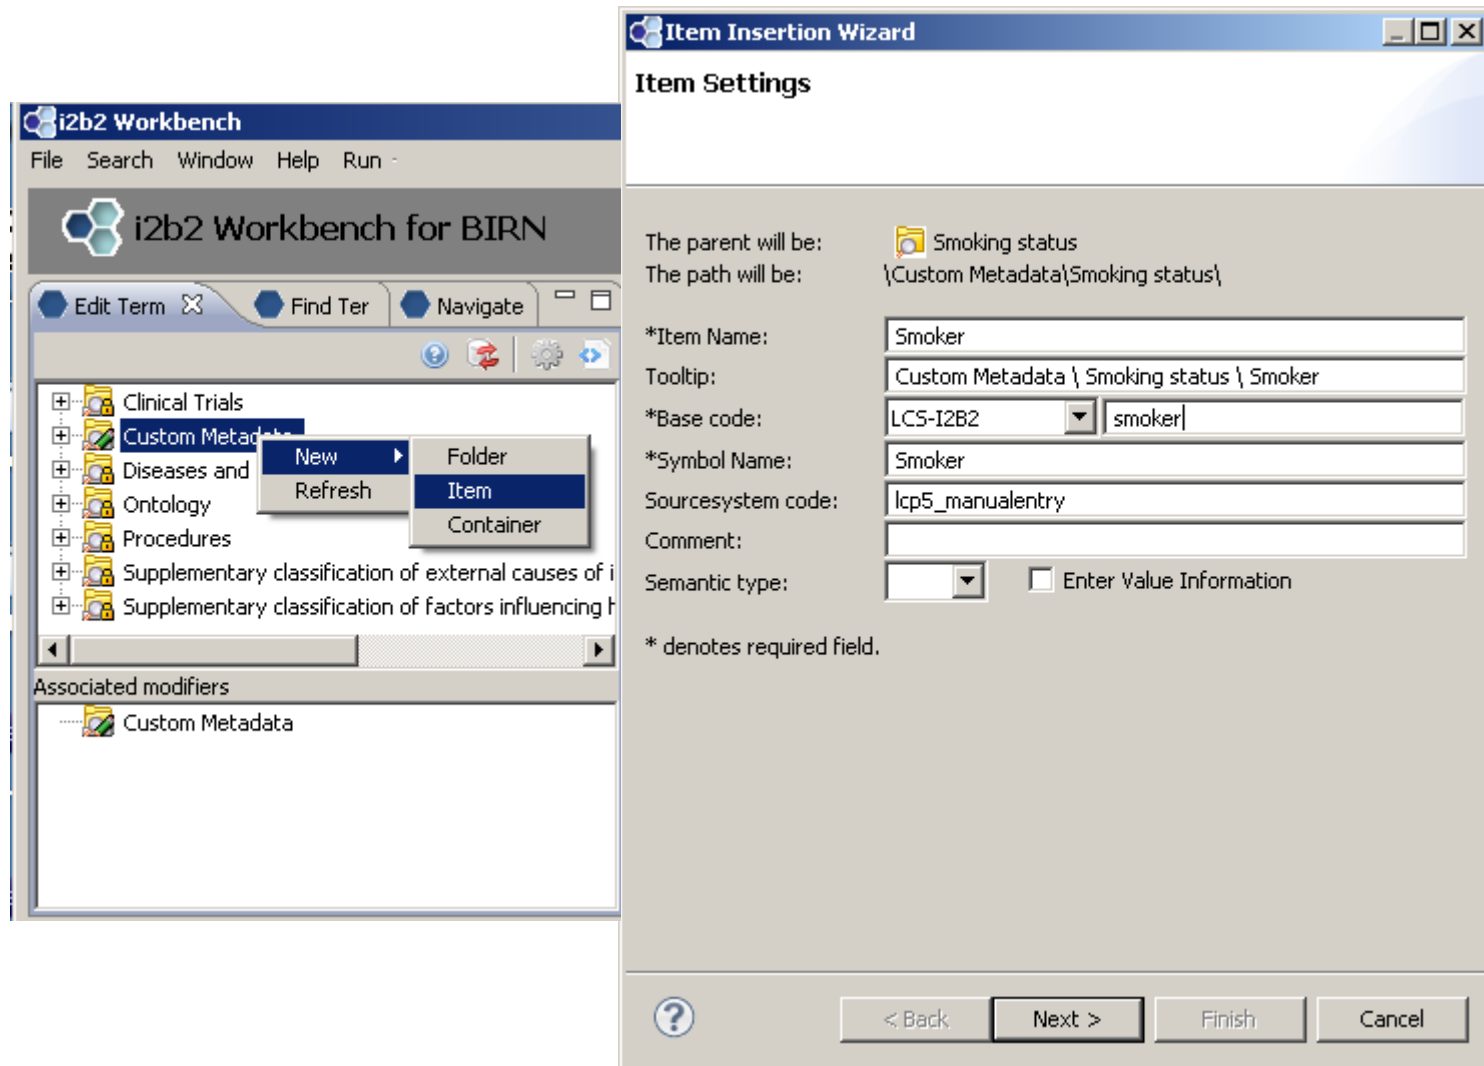 i2b2 Workbench
File Search Window Help Run
i2b2 Workbench for BIRN
Edit Term Find Ter Navigate
Clinical Trials
Custom Metadata
Diseases and
Ontology
Procedures
Supplementary classification of external causes of i
Supplementary classification of factors influencing h
New
Refresh
Folder
Item
Container
Associated modifiers
Custom Metadata
Item Insertion Wizard
Item Settings
The parent will be: Smoking status
The path will be: \Custom Metadata\Smoking status\
*Item Name: Smoker
Tooltip: Custom Metadata \ Smoking status \ Smoker
*Base code: LCS-I2B2 smoker
*Symbol Name: Smoker
Sourcesystem code: lcp5_manualentry
Comment:
Semantic type: Enter Value Information
* denotes required field.
? < Back Next > Finish Cancel